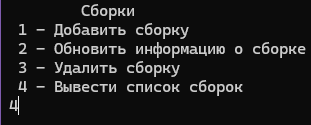 Сборки
1 – Добавить сборку
2 – Обновить информацию о сборке
3 – Удалить сборку
4 – Вывести список сборок
4